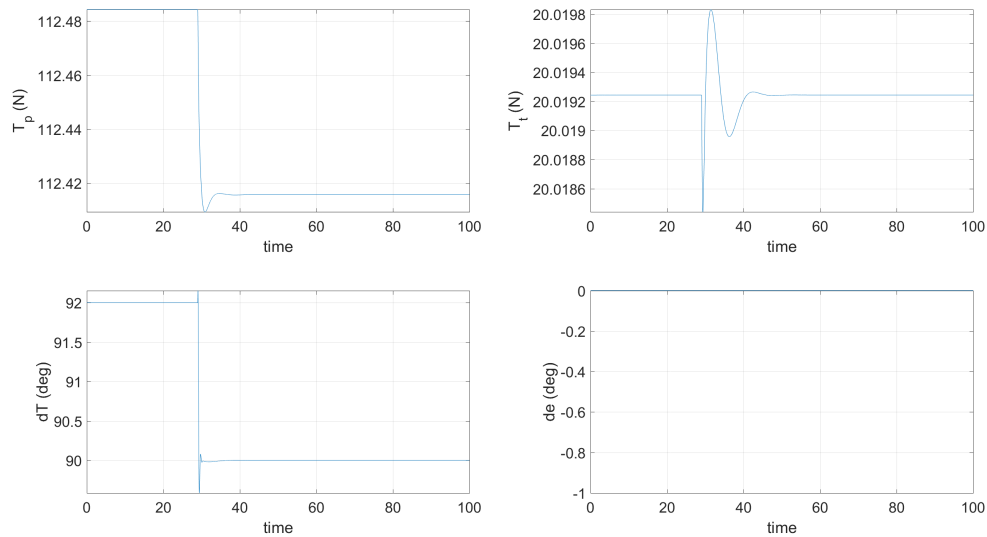 T_p (N)
112.48
112.46
112.44
112.42
0 20 40 60 80 100
time
T_t (N)
20.0198
20.0196
20.0194
20.0192
20.019
20.0188
20.0186
0 20 40 60 80 100
time
dT (deg)
92
91.5
91
90.5
90
0 20 40 60 80 100
time
de (deg)
0
-0.2
-0.4
-0.6
-0.8
-1
0 20 40 60 80 100
time